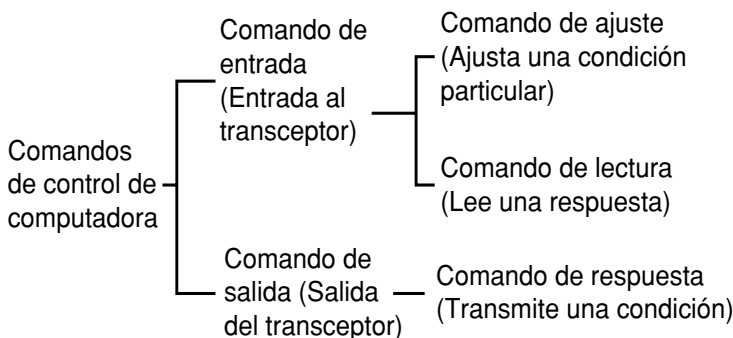 Comandos
de control de
computadora
Comando de
entrada
(Entrada al
transceptor)
Comando de ajuste
(Ajusta una condición
particular)
Comando de lectura
(Lee una respuesta)
Comando de
salida (Salida
del transceptor)
Comando de respuesta
(Transmite una condición)